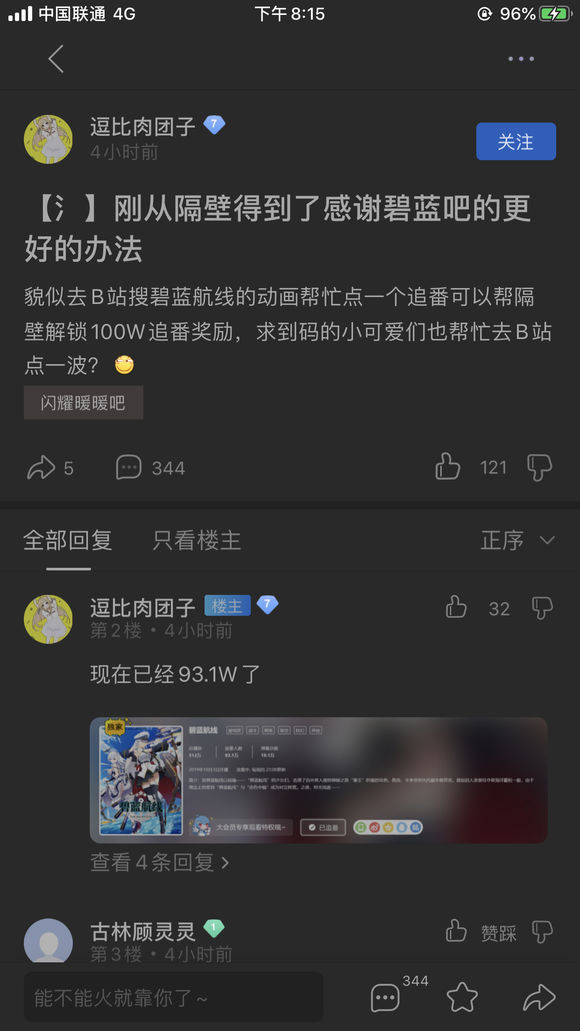 中国联通 4G
下午8:15
96%
逗比肉团子 7
4小时前
关注
【氵】刚从隔壁得到了感谢碧蓝吧的更
好的办法
貌似去B站搜碧蓝航线的动画帮忙点一个追番可以帮隔
壁解锁100W追番奖励，求到码的小可爱们也帮忙去B站
点一波？
闪耀暖暖吧
5
344
121
全部回复
只看楼主
正序
逗比肉团子 楼主 7
32
第2楼 · 4小时前
现在已经93.1W了
独家
碧蓝航线
碧蓝航线
93.1万
大会员专享观看特权哦~
已追番
查看4条回复
古林顾灵灵 1
赞踩
第3楼 · 4小时前
能不能火就靠你了~
344